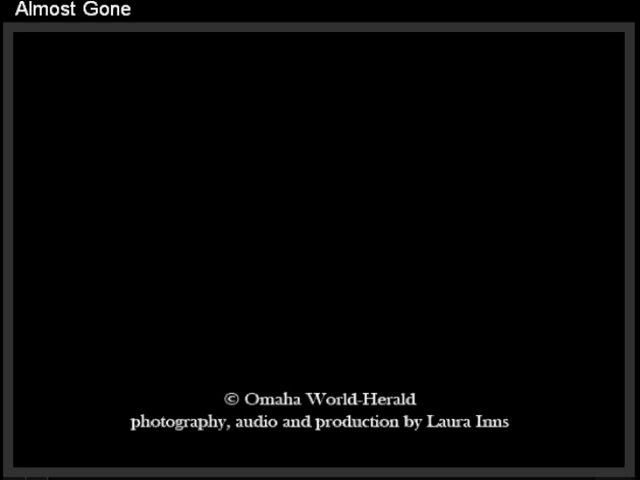 Almost Gone
© Omaha World-Herald
photography, audio and production by Laura Inns